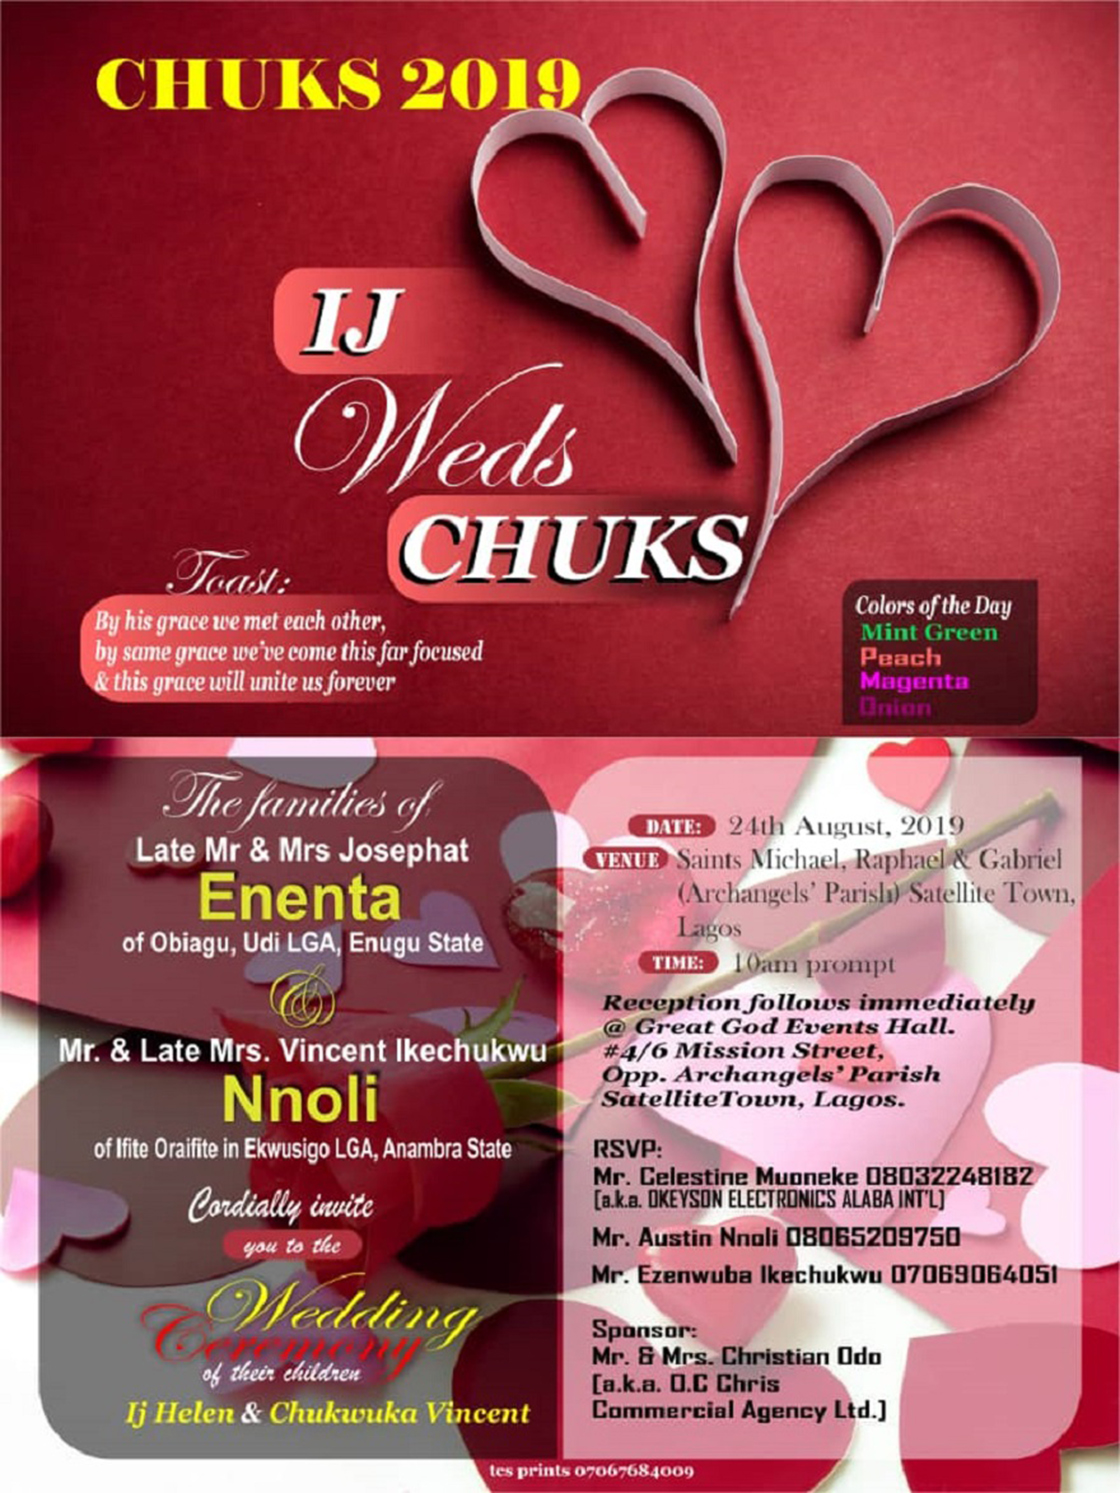 CHUKS 2019
IJ
Weds
CHUKS
Toast:
By his grace we met each other,
by same grace we've come this far focused
& this grace will unite us forever
Colors of the Day
Mint Green
Peach
Magenta
Onion
The families of
Late Mr & Mrs Josephat
Enenta
of Obiagu, Udi LGA, Enugu State
&
Mr. & Late Mrs. Vincent Ikechukwu
Nnoli
of Ifite Oraifite in Ekwusigo LGA, Anambra State
Cordially invite
you to the
Wedding
Ceremony
of their children
Ij Helen & Chukwuka Vincent
DATE: 24th August, 2019
VENUE Saints Michael, Raphael & Gabriel
(Archangels' Parish) Satellite Town,
Lagos
TIME: 10am prompt
Reception follows immediately
@ Great God Events Hall.
#4/6 Mission Street,
Opp. Archangels' Parish
SatelliteTown, Lagos.
RSVP:
Mr. Celestine Muoneke 08032248182
[a.k.a. OKEYSON ELECTRONICS ALABA INT'L]
Mr. Austin Nnoli 08065209750
Mr. Ezenwuba Ikechukwu 07069064051
Sponsor:
Mr. & Mrs. Christian Odo
[a.k.a. O.C Chris
Commercial Agency Ltd.]
tes prints 07067684009